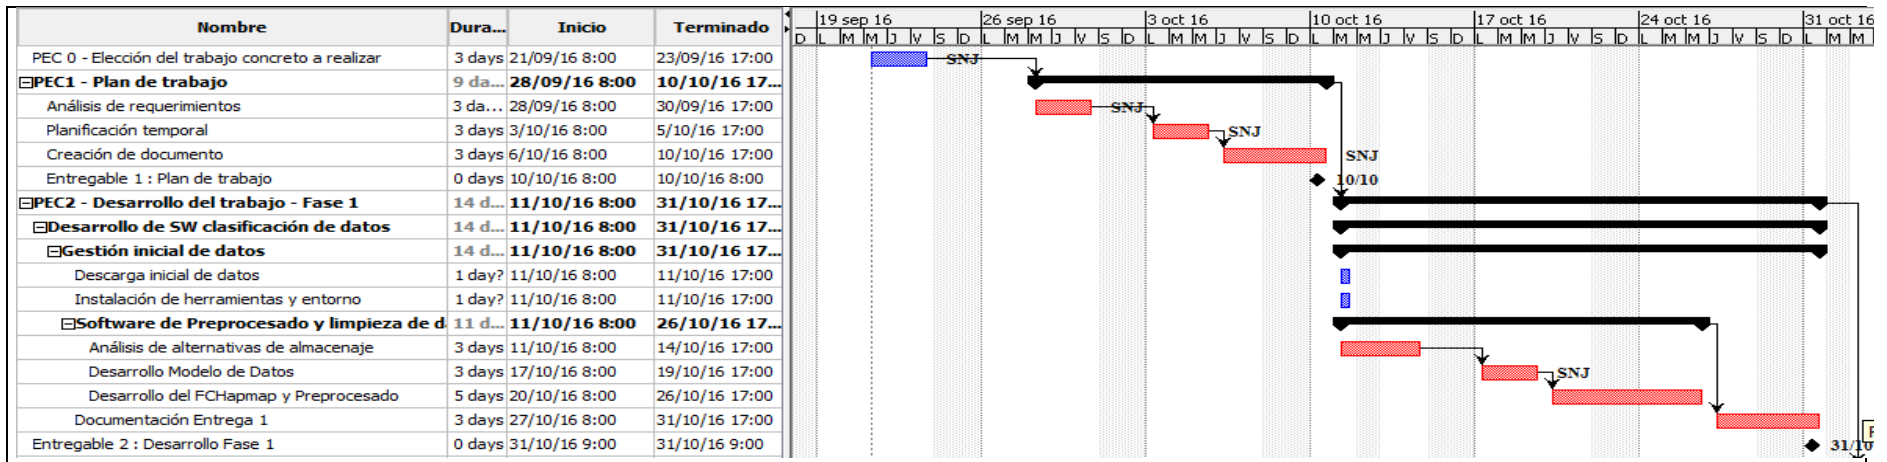 Nombre Dura... Inicio Terminado
19 sep 16 26 sep 16 3 oct 16 10 oct 16 17 oct 16 24 oct 16 31 oct 16
D L M M J V S D L M M J V S D L M M J V S D L M M J V S D L M M J V S D L M M J V S D L M M
PEC 0 - Elección del trabajo concreto a realizar 3 days 21/09/16 8:00 23/09/16 17:00 SNJ
PEC1 - Plan de trabajo 9 da... 28/09/16 8:00 10/10/16 17...
Análisis de requerimientos 3 da... 28/09/16 8:00 30/09/16 17:00 SNJ
Planificación temporal 3 days 3/10/16 8:00 5/10/16 17:00 SNJ
Creación de documento 3 days 6/10/16 8:00 10/10/16 17:00 SNJ
Entregable 1 : Plan de trabajo 0 days 10/10/16 8:00 10/10/16 8:00 10/10
PEC2 - Desarrollo del trabajo - Fase 1 14 d... 11/10/16 8:00 31/10/16 17...
Desarrollo de SW clasificación de datos 14 d... 11/10/16 8:00 31/10/16 17...
Gestión inicial de datos 14 d... 11/10/16 8:00 31/10/16 17...
Descarga inicial de datos 1 day? 11/10/16 8:00 11/10/16 17:00
Instalación de herramientas y entorno 1 day? 11/10/16 8:00 11/10/16 17:00
Software de Preprocesado y limpieza de d 11 d... 11/10/16 8:00 26/10/16 17...
Análisis de alternativas de almacenaje 3 days 11/10/16 8:00 14/10/16 17:00
Desarrollo Modelo de Datos 3 days 17/10/16 8:00 19/10/16 17:00 SNJ
Desarrollo del FCHapmap y Preprocesado 5 days 20/10/16 8:00 26/10/16 17:00
Documentación Entrega 1 3 days 27/10/16 8:00 31/10/16 17:00
Entregable 2 : Desarrollo Fase 1 0 days 31/10/16 9:00 31/10/16 9:00 31/10